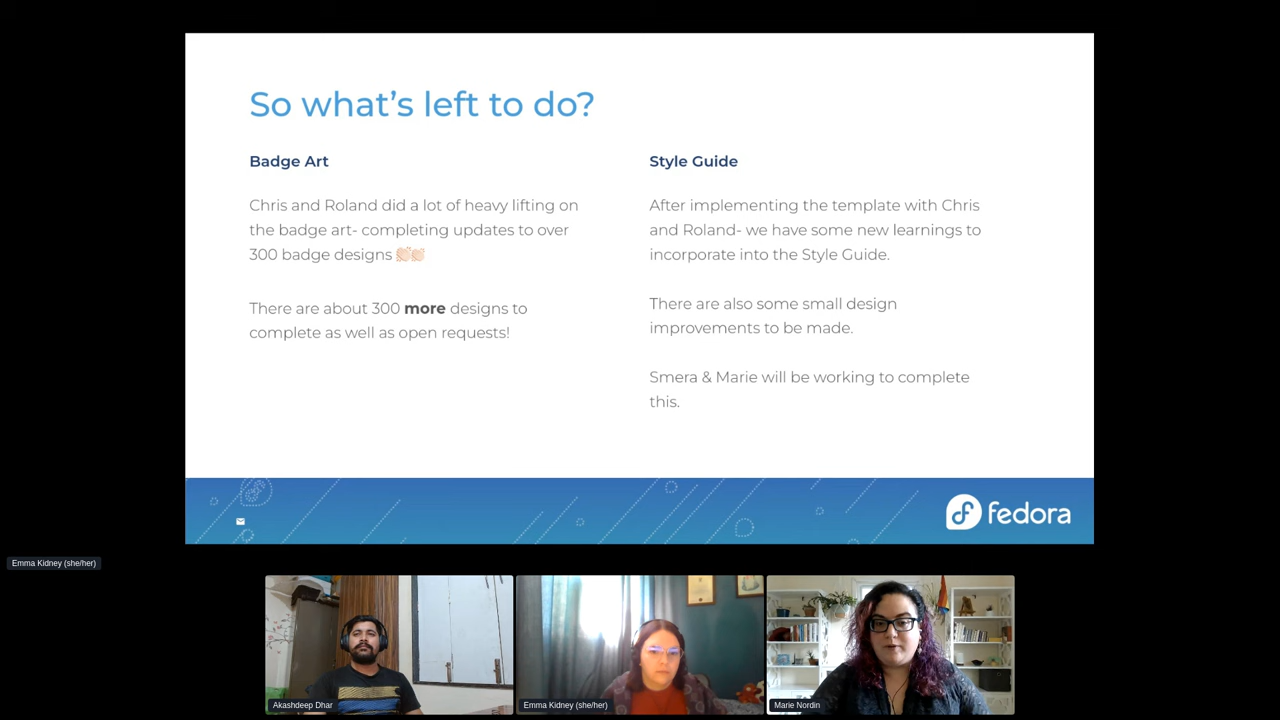 So what's left to do?
Badge Art
Chris and Roland did a lot of heavy lifting on
the badge art- completing updates to over
300 badge designs 👏🏻👏🏻
There are about 300 more designs to
complete as well as open requests!
Style Guide
After implementing the template with Chris
and Roland- we have some new learnings to
incorporate into the Style Guide.
There are also some small design
improvements to be made.
Smera & Marie will be working to complete
this.
fedora
Emma Kidney (she/her)
Akashdeep Dhar
Emma Kidney (she/her)
Marie Nordin